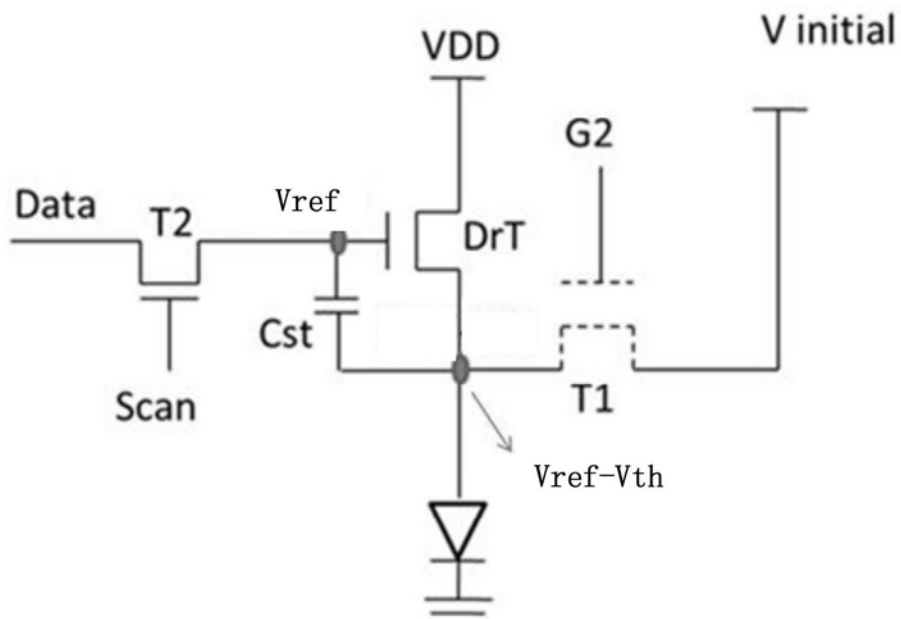 V initial
VDD
G2
Data
T2
Vref
DrT
Cst
T1
Scan
Vref-Vth